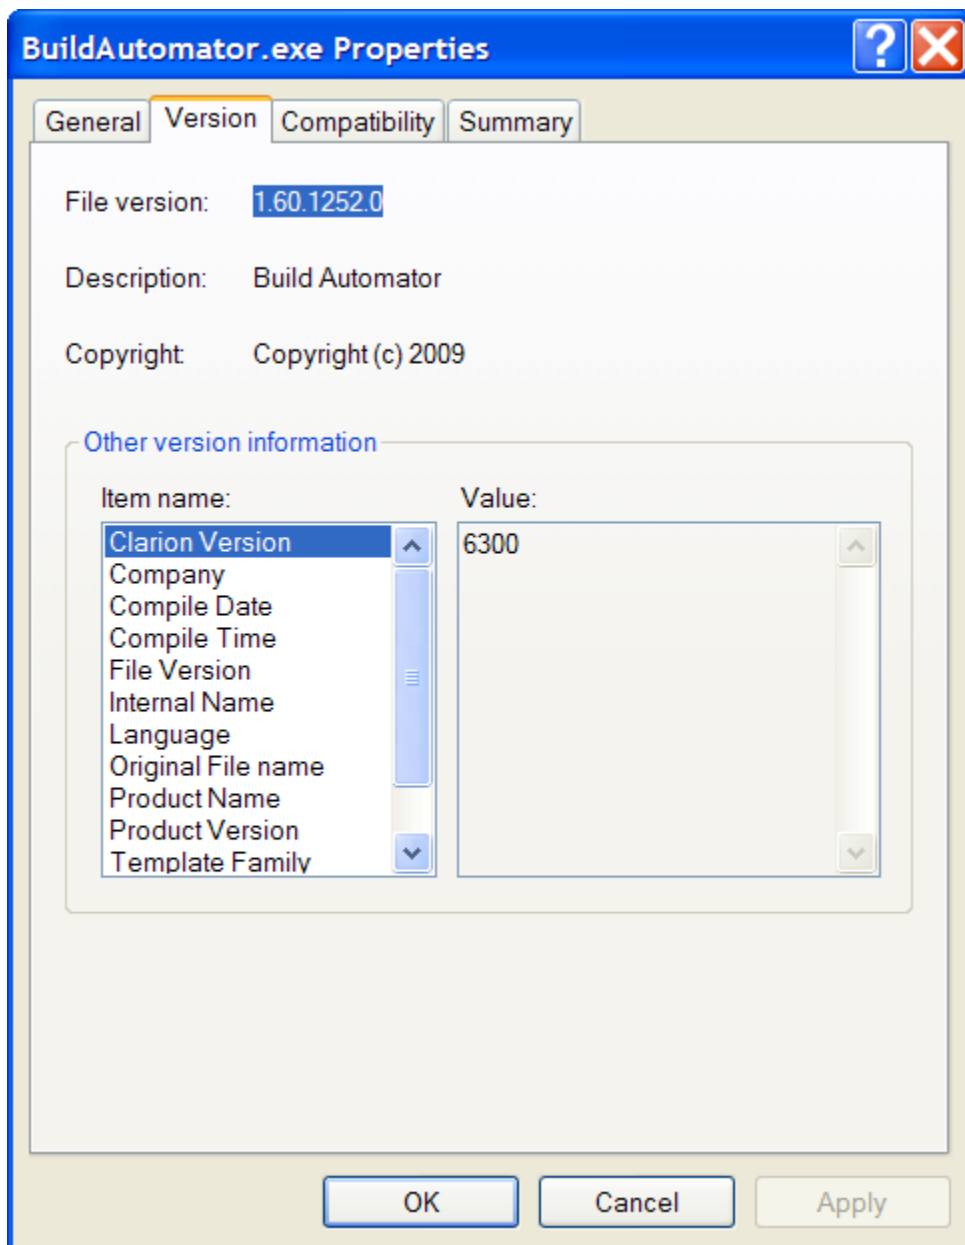 BuildAutomator.exe Properties
General Version Compatibility Summary
File version: 1.60.1252.0
Description: Build Automator
Copyright: Copyright (c) 2009
Other version information
Item name: Value:
Clarion Version 6300
Company
Compile Date
Compile Time
File Version
Internal Name
Language
Original File name
Product Name
Product Version
Template Family
OK Cancel Apply